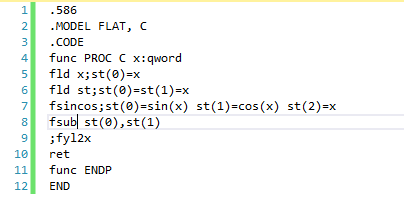 1 .586
2 .MODEL FLAT, C
3 .CODE
4 func PROC C x:qword
5 fld x;st(0)=x
6 fld st;st(0)=st(1)=x
7 fsincos;st(0)=sin(x) st(1)=cos(x) st(2)=x
8 fsub st(0),st(1)
9 ;fyl2x
10 ret
11 func ENDP
12 END